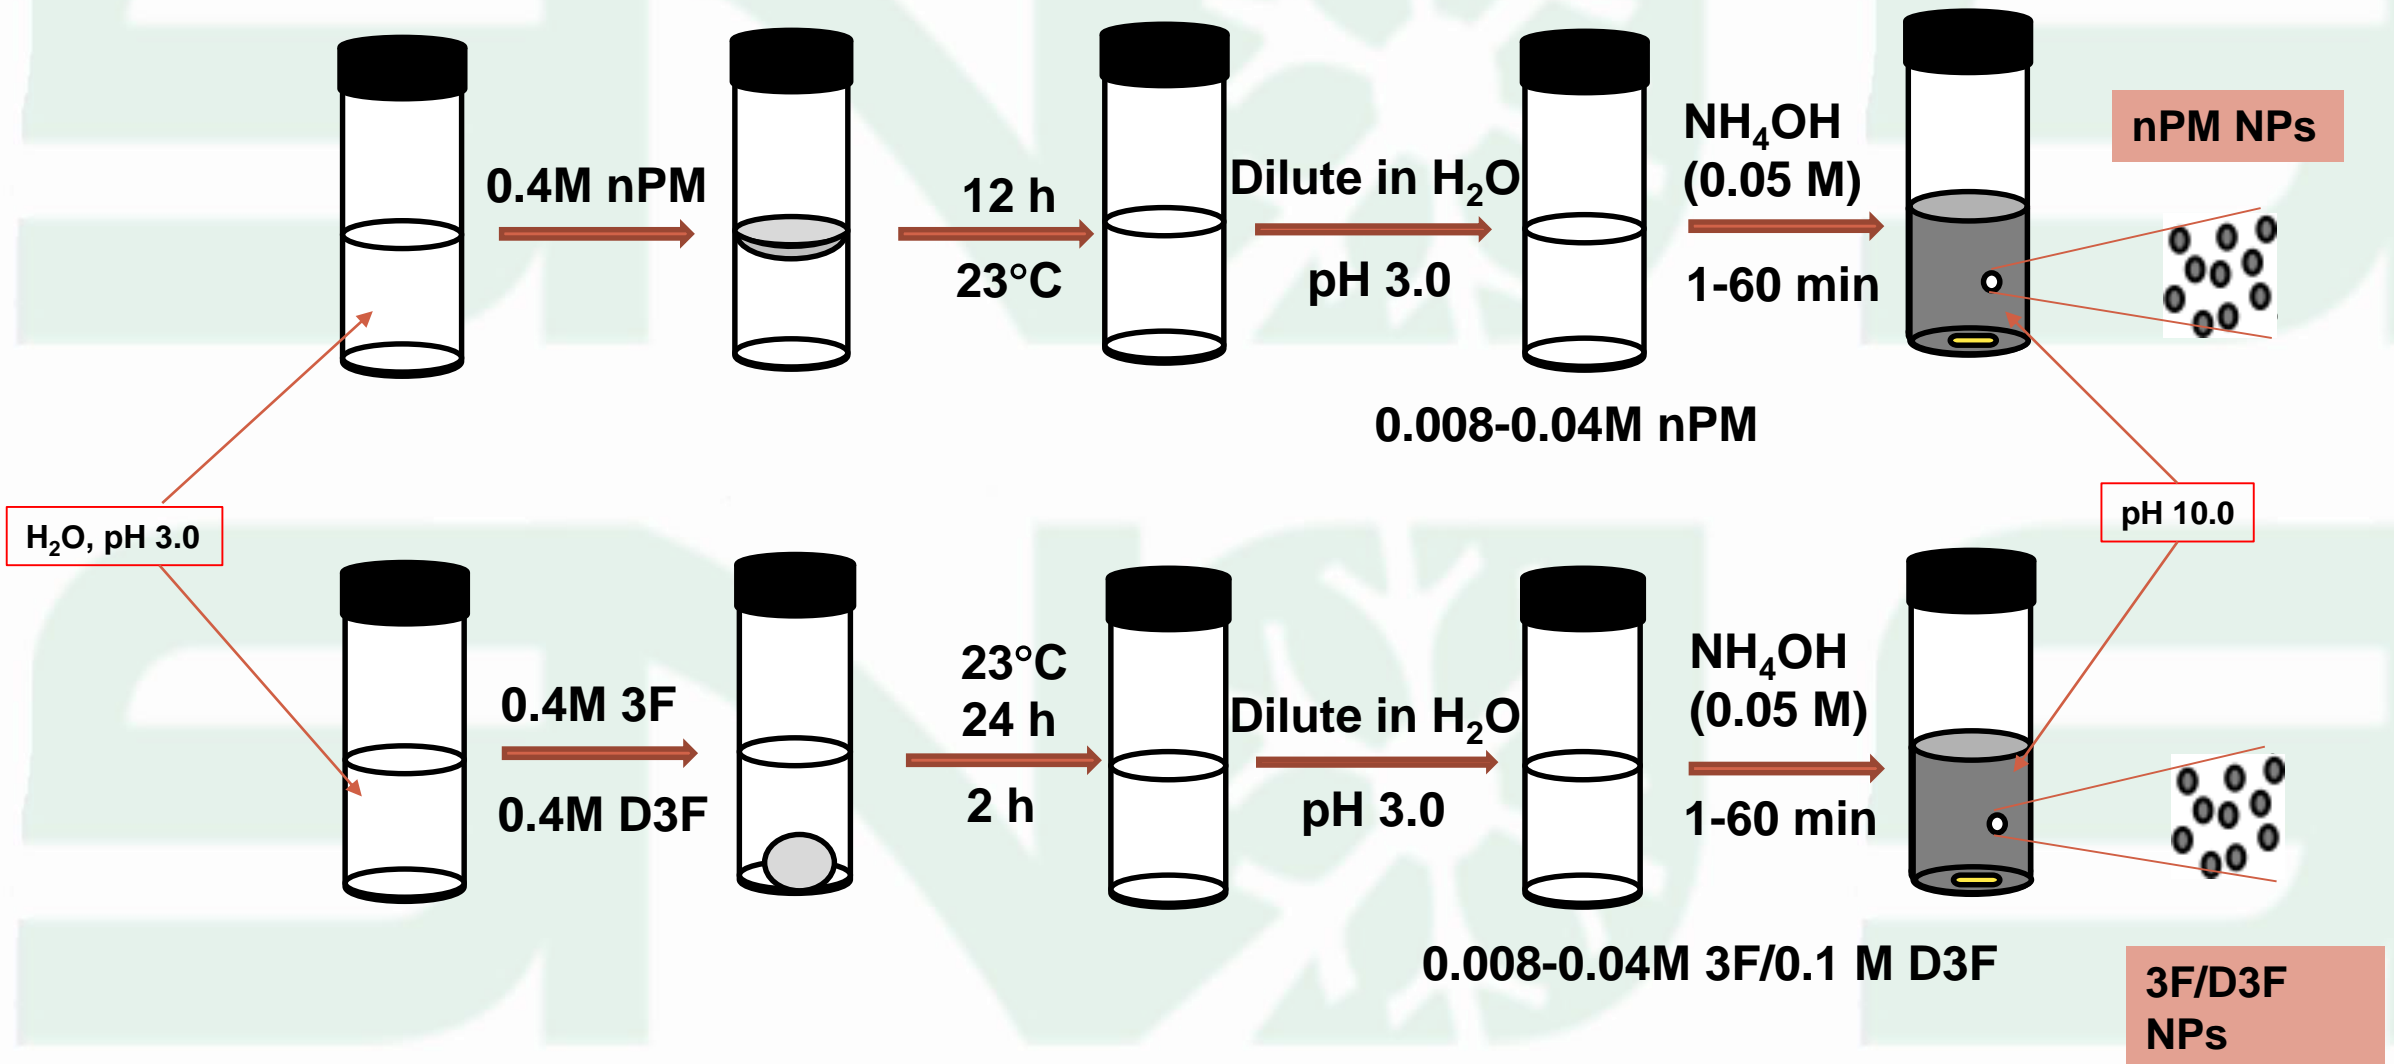 0.4M nPM
12 h
23°C
Dilute in H₂O
pH 3.0
NH₄OH
(0.05 M)
1-60 min
nPM NPs
0.008-0.04M nPM
H₂O, pH 3.0
pH 10.0
0.4M 3F
0.4M D3F
23°C
24 h
2 h
Dilute in H₂O
pH 3.0
NH₄OH
(0.05 M)
1-60 min
0.008-0.04M 3F/0.1 M D3F
3F/D3F
NPs